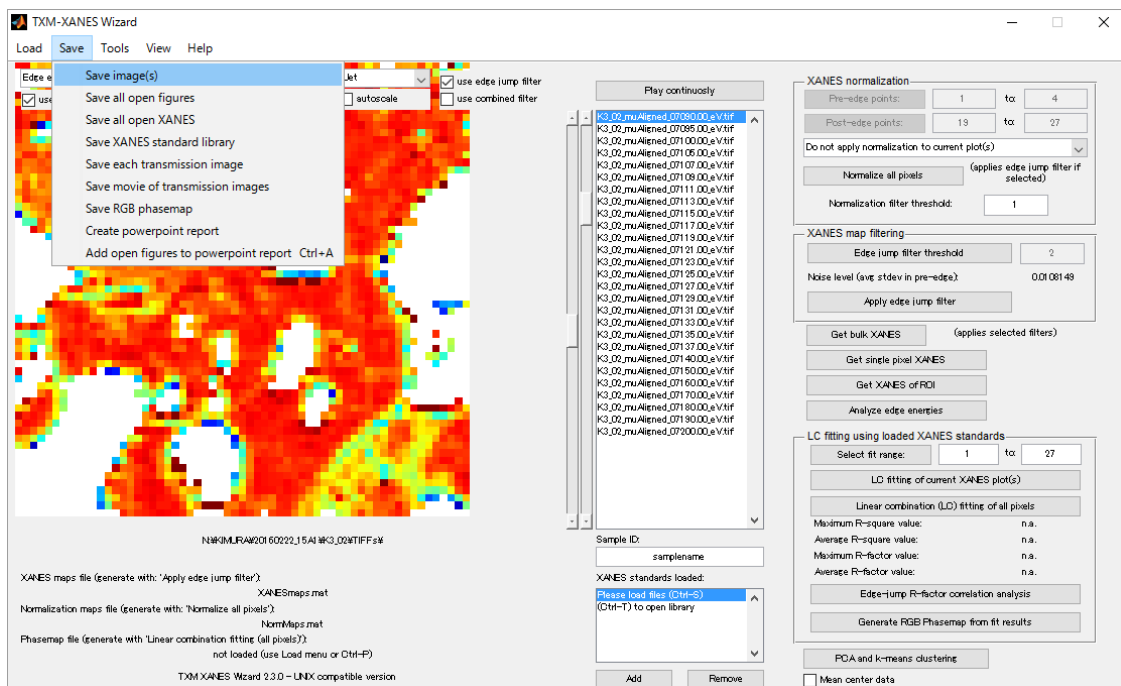 TXM-XANES Wizard
Load Save Tools View Help
Save image(s)
Save all open figures
Save all open XANES
Save XANES standard library
Save each transmission image
Save movie of transmission images
Save RGB phasemap
Create powerpoint report
Add open figures to powerpoint report Ctrl+A
Edge e
Jet
use edge jump filter
use
autoscale
use combined filter
N:¥KIMURA¥20160222_15A1¥K3_02¥TIFFs¥
XANES maps file (generate with: 'Apply edge jump filter'):
XANESmaps.mat
Normalization maps file (generate with: 'Normalize all pixels'):
NormMaps.mat
Phasemap file (generate with 'Linear combination fitting (all pixels)'):
not loaded (use Load menu or Ctrl-P)
TXM XANES Wizard 2.3.0 - UNIX compatible version
Play continuosly
K3_02_muAligned_07090.00_eV.tif
K3_02_muAligned_07095.00_eV.tif
K3_02_muAligned_07100.00_eV.tif
K3_02_muAligned_07105.00_eV.tif
K3_02_muAligned_07107.00_eV.tif
K3_02_muAligned_07109.00_eV.tif
K3_02_muAligned_07111.00_eV.tif
K3_02_muAligned_07113.00_eV.tif
K3_02_muAligned_07115.00_eV.tif
K3_02_muAligned_07117.00_eV.tif
K3_02_muAligned_07119.00_eV.tif
K3_02_muAligned_07121.00_eV.tif
K3_02_muAligned_07123.00_eV.tif
K3_02_muAligned_07125.00_eV.tif
K3_02_muAligned_07127.00_eV.tif
K3_02_muAligned_07129.00_eV.tif
K3_02_muAligned_07131.00_eV.tif
K3_02_muAligned_07133.00_eV.tif
K3_02_muAligned_07135.00_eV.tif
K3_02_muAligned_07137.00_eV.tif
K3_02_muAligned_07140.00_eV.tif
K3_02_muAligned_07150.00_eV.tif
K3_02_muAligned_07160.00_eV.tif
K3_02_muAligned_07170.00_eV.tif
K3_02_muAligned_07180.00_eV.tif
K3_02_muAligned_07190.00_eV.tif
K3_02_muAligned_07200.00_eV.tif
Sample ID:
samplename
XANES standards loaded:
Please load files (Ctrl-S)
(Ctrl-T) to open library
Add Remove
XANES normalization
Pre-edge points: 1 to: 4
Post-edge points: 19 to: 27
Do not apply normalization to current plot(s)
Normalize all pixels (applies edge jump filter if selected)
Normalization filter threshold: 1
XANES map filtering
Edge jump filter threshold 2
Noise level (avg stdev in pre-edge): 0.0108149
Apply edge jump filter
Get bulk XANES (applies selected filters)
Get single pixel XANES
Get XANES of ROI
Analyze edge energies
LC fitting using loaded XANES standards
Select fit range: 1 to: 27
LC fitting of current XANES plot(s)
Linear combination (LC) fitting of all pixels
Maximum R-square value: n.a.
Average R-square value: n.a.
Maximum R-factor value: n.a.
Average R-factor value: n.a.
Edge-jump R-factor correlation analysis
Generate RGB Phasemap from fit results
PCA and k-means clustering
Mean center data